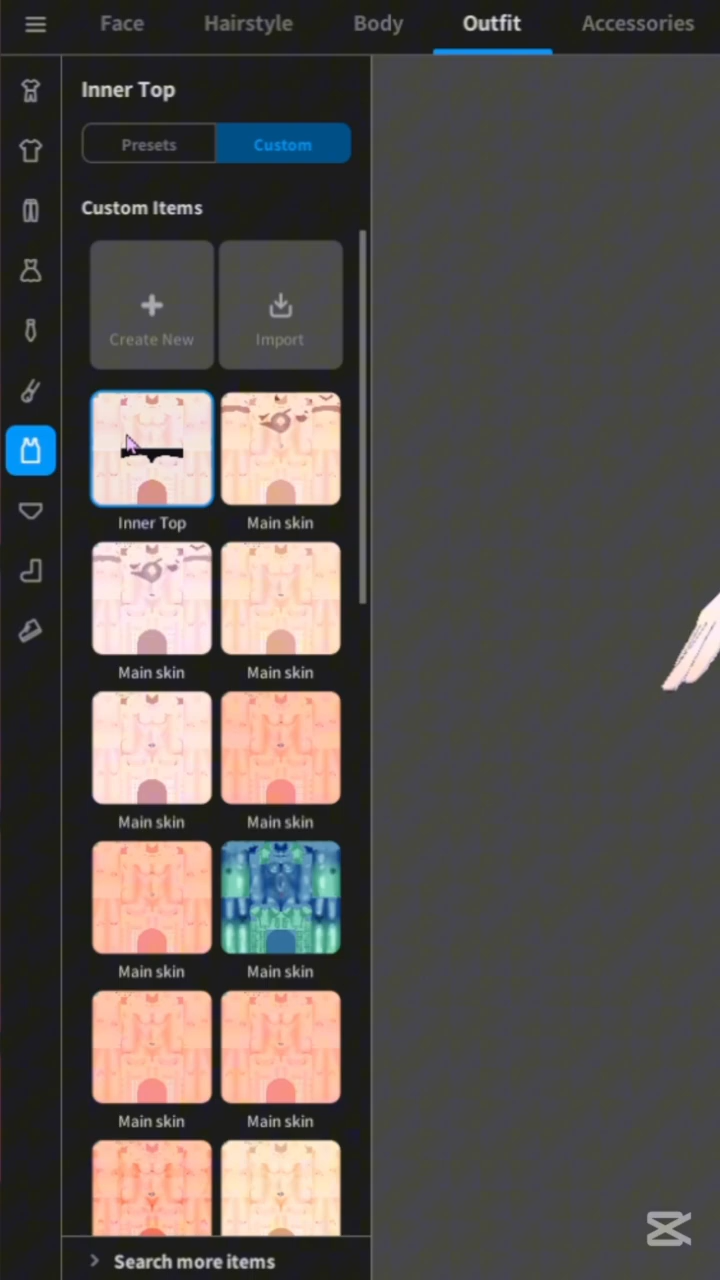 Face Hairstyle Body Outfit Accessories
Inner Top
Presets Custom
Custom Items
Create New Import
Inner Top Main skin
Main skin Main skin
Main skin Main skin
Main skin Main skin
Main skin Main skin
Search more items